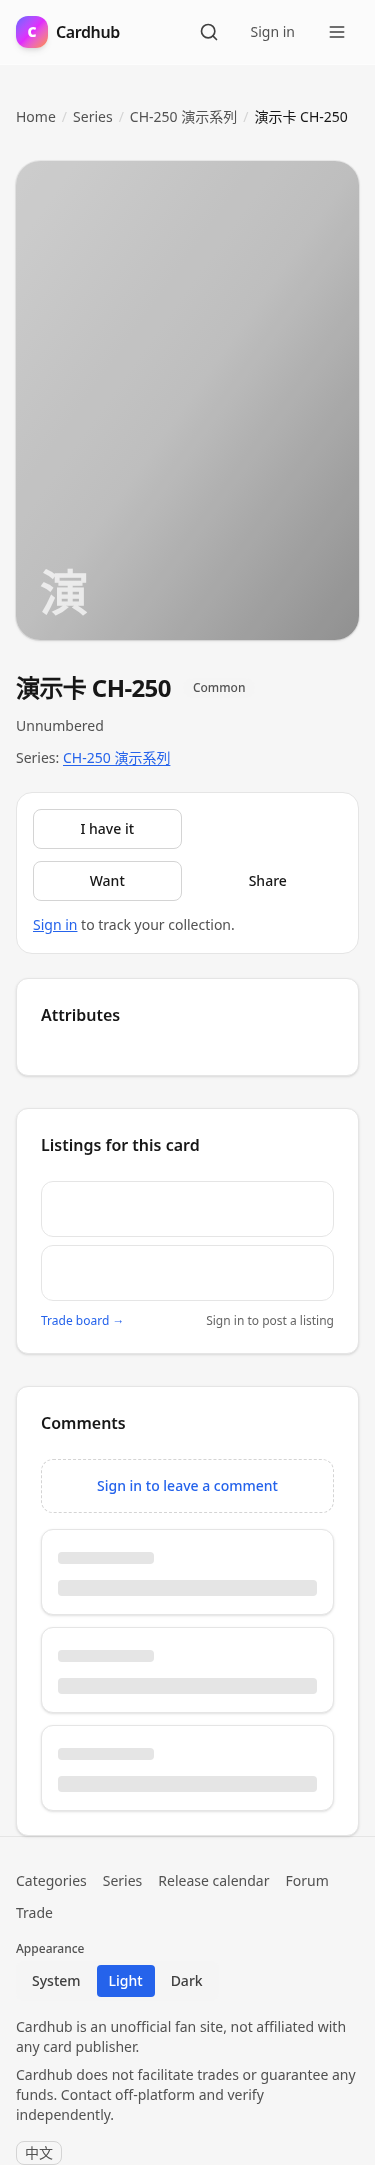 C Cardhub Sign in
Home / Series / CH-250 演示系列 / 演示卡 CH-250
演
演示卡 CH-250 Common
Unnumbered
Series: CH-250 演示系列
I have it
Want Share
Sign in to track your collection.
Attributes
Listings for this card
Trade board → Sign in to post a listing
Comments
Sign in to leave a comment
Categories Series Release calendar Forum
Trade
Appearance
System Light Dark
Cardhub is an unofficial fan site, not affiliated with
any card publisher.
Cardhub does not facilitate trades or guarantee any
funds. Contact off-platform and verify
independently.
中文